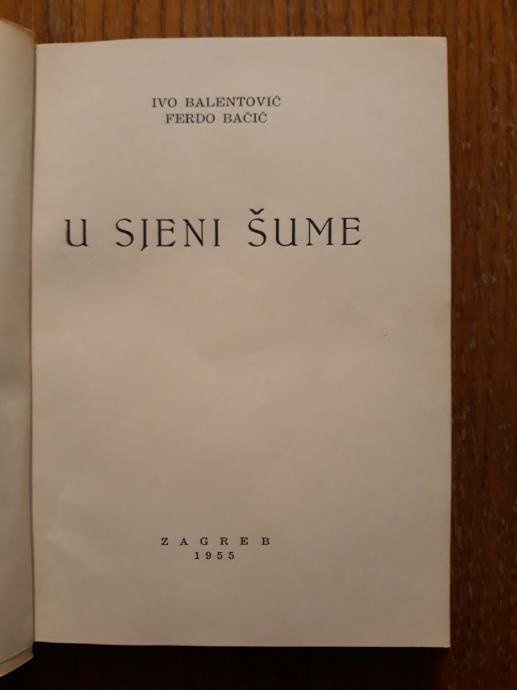 IVO BALENTOVIĆ
FERDO BAČIĆ
U SJENI ŠUME
ZAGREB
1955